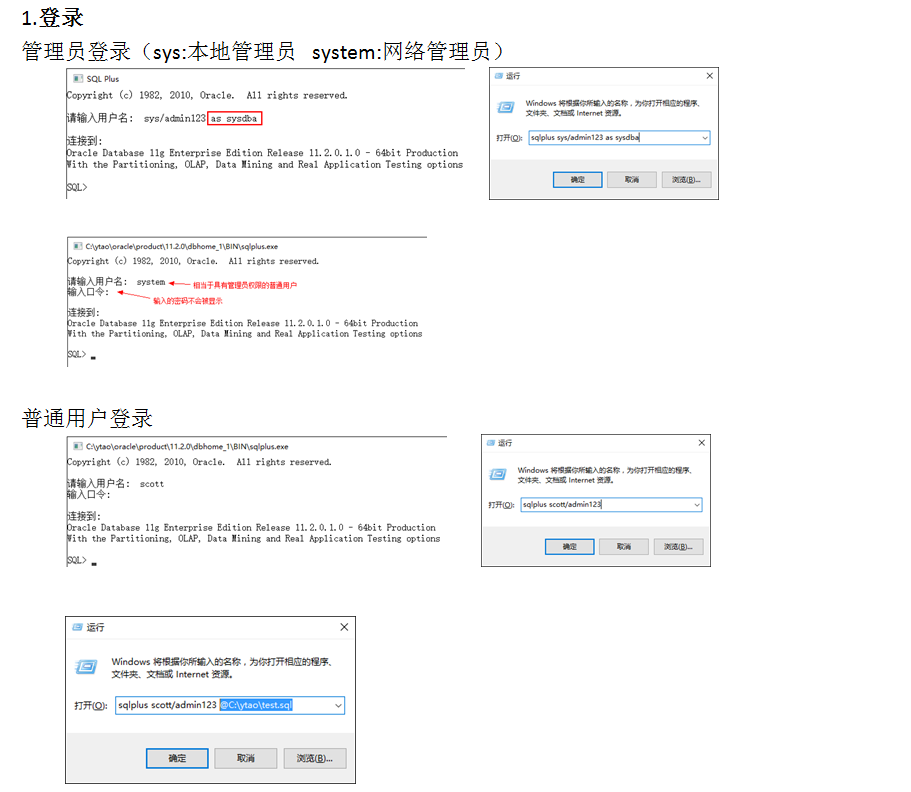 1.登录
管理员登录（sys:本地管理员 system:网络管理员）
SQL Plus
Copyright (c) 1982, 2010, Oracle. All rights reserved.
请输入用户名: sys/admin123 as sysdba
连接到:
Oracle Database 11g Enterprise Edition Release 11.2.0.1.0 - 64bit Production
With the Partitioning, OLAP, Data Mining and Real Application Testing options
SQL>
运行
Windows 将根据你所输入的名称，为你打开相应的程序、
文件夹、文档或 Internet 资源。
打开(O): sqlplus sys/admin123 as sysdba
确定 取消 浏览(B)...
C:\ytao\oracle\product\11.2.0\dbhome_1\BIN\sqlplus.exe
Copyright (c) 1982, 2010, Oracle. All rights reserved.
请输入用户名: system 相当于具有管理员权限的普通用户
输入口令: 输入的密码不会被显示
连接到:
Oracle Database 11g Enterprise Edition Release 11.2.0.1.0 - 64bit Production
With the Partitioning, OLAP, Data Mining and Real Application Testing options
SQL>
普通用户登录
C:\ytao\oracle\product\11.2.0\dbhome_1\BIN\sqlplus.exe
Copyright (c) 1982, 2010, Oracle. All rights reserved.
请输入用户名: scott
输入口令:
连接到:
Oracle Database 11g Enterprise Edition Release 11.2.0.1.0 - 64bit Production
With the Partitioning, OLAP, Data Mining and Real Application Testing options
SQL>
运行
Windows 将根据你所输入的名称，为你打开相应的程序、
文件夹、文档或 Internet 资源。
打开(O): sqlplus scott/admin123
确定 取消 浏览(B)...
运行
Windows 将根据你所输入的名称，为你打开相应的程序、
文件夹、文档或 Internet 资源。
打开(O): sqlplus scott/admin123 @C:\ytao\test.sql
确定 取消 浏览(B)...